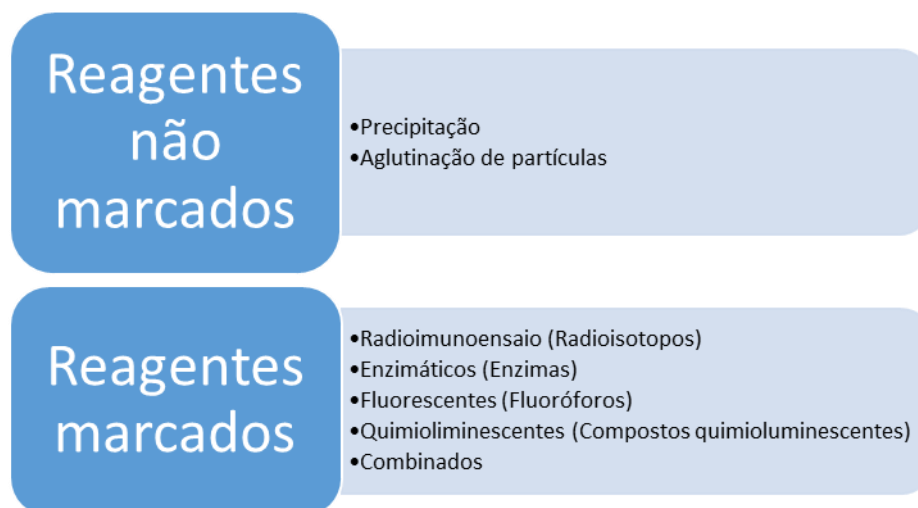 Reagentes
não
marcados
•Precipitação
•Aglutinação de partículas
Reagentes
marcados
•Radioimunoensaio (Radioisotopos)
•Enzimáticos (Enzimas)
•Fluorescentes (Fluoróforos)
•Quimioliminescentes (Compostos quimioluminescentes)
•Combinados